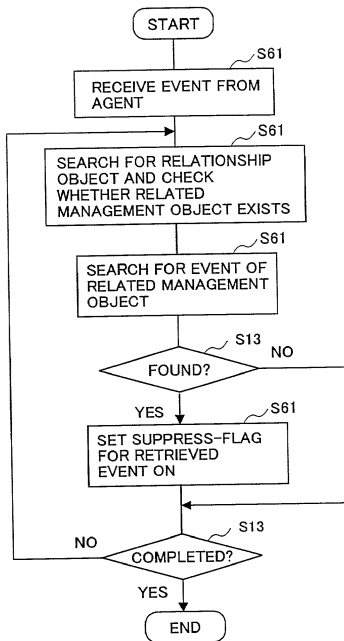 START
S61
RECEIVE EVENT FROM
AGENT
S61
SEARCH FOR RELATIONSHIP
OBJECT AND CHECK
WHETHER RELATED
MANAGEMENT OBJECT EXISTS
S61
SEARCH FOR EVENT OF
RELATED MANAGEMENT
OBJECT
S13
FOUND?
NO
YES
S61
SET SUPPRESS-FLAG
FOR RETRIEVED
EVENT ON
S13
NO
COMPLETED?
YES
END